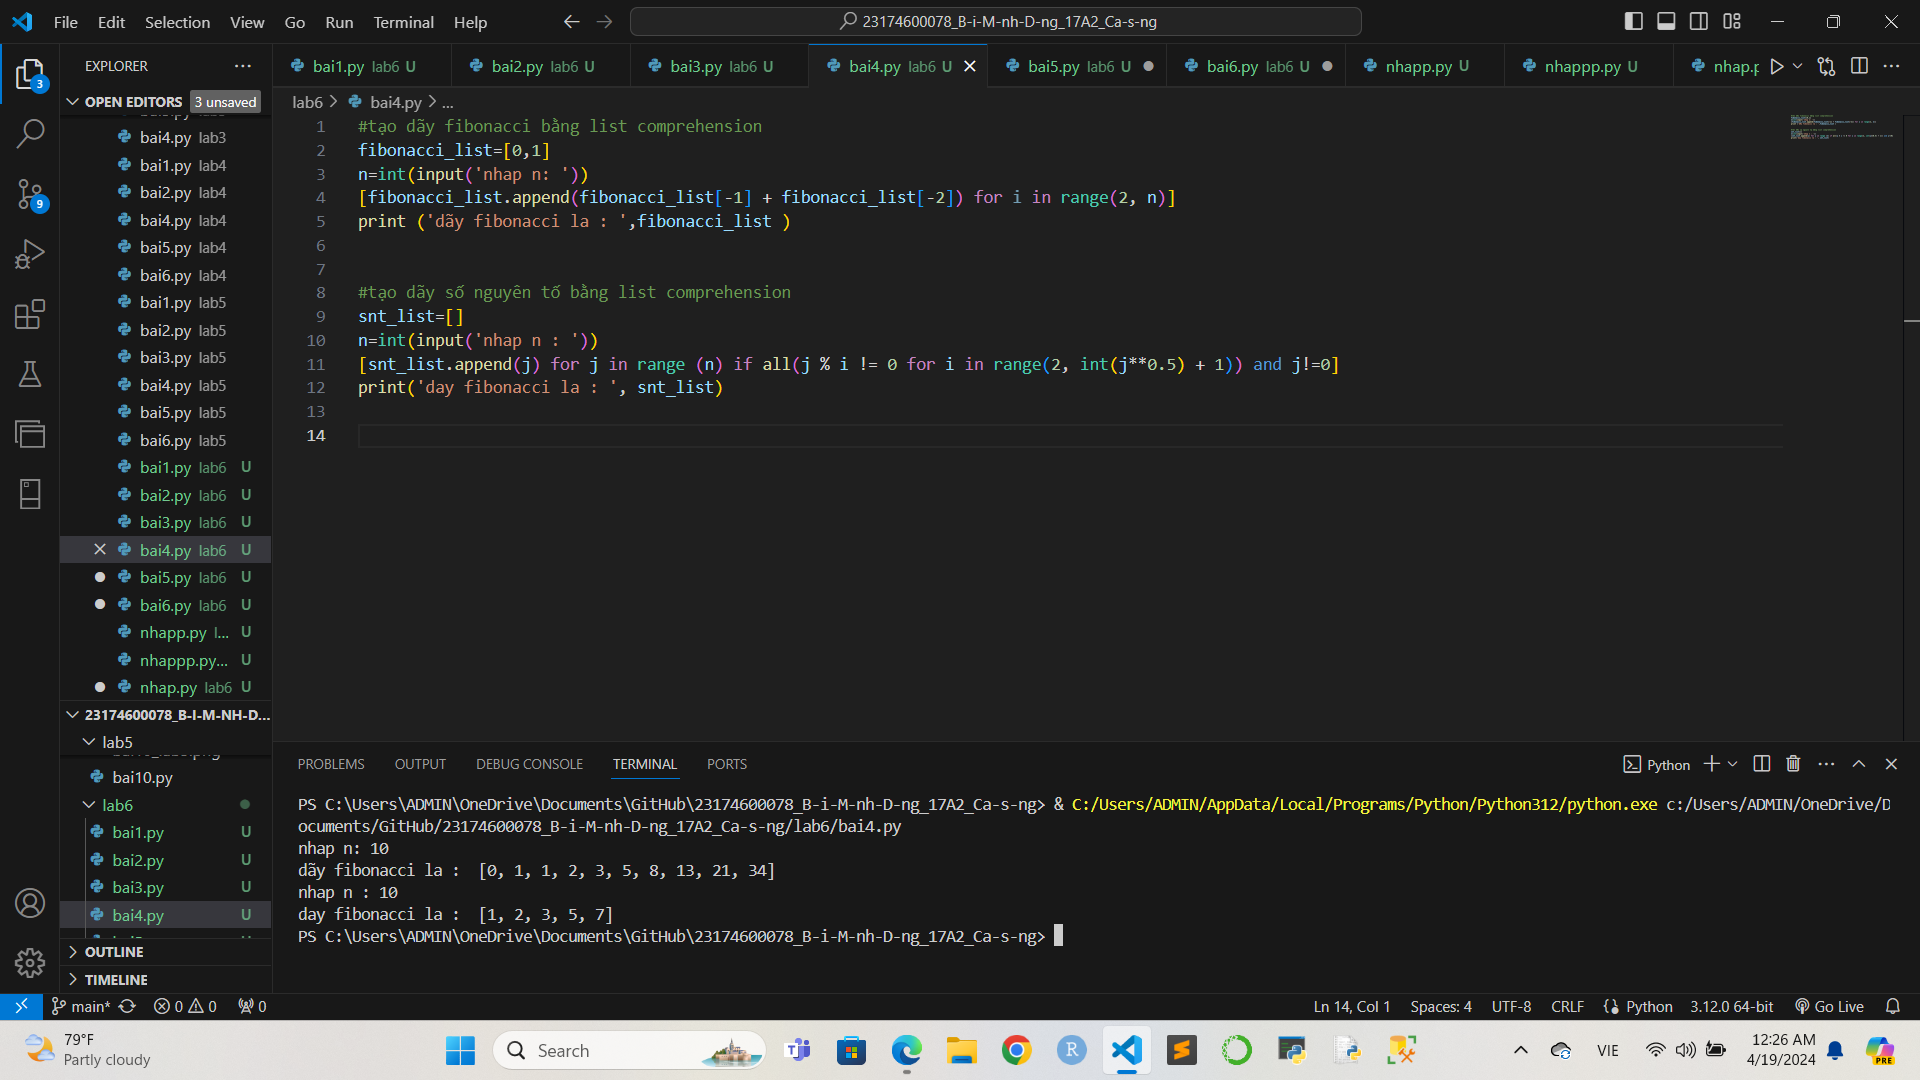 File Edit Selection View Go Run Terminal Help
23174600078_B-i-M-nh-D-ng_17A2_Ca-s-ng
EXPLORER
bai1.py lab6 U
bai2.py lab6 U
bai3.py lab6 U
bai4.py lab6 U
bai5.py lab6 U
bai6.py lab6 U
nhapp.py U
nhappp.py U
nhap.p
3
OPEN EDITORS 3 unsaved
bai4.py lab3
bai1.py lab4
bai2.py lab4
bai4.py lab4
bai5.py lab4
bai6.py lab4
bai1.py lab5
bai2.py lab5
bai3.py lab5
bai4.py lab5
bai5.py lab5
bai6.py lab5
bai1.py lab6 U
bai2.py lab6 U
bai3.py lab6 U
bai4.py lab6 U
bai5.py lab6 U
bai6.py lab6 U
nhapp.py l... U
nhappp.py... U
nhap.py lab6 U
9
23174600078_B-I-M-NH-D...
lab5
bai10.py
lab6
bai1.py U
bai2.py U
bai3.py U
bai4.py U
OUTLINE
TIMELINE
lab6 > bai4.py > ...
1 #tạo dãy fibonacci bằng list comprehension
2 fibonacci_list=[0,1]
3 n=int(input('nhap n: '))
4 [fibonacci_list.append(fibonacci_list[-1] + fibonacci_list[-2]) for i in range(2, n)]
5 print ('dãy fibonacci la : ',fibonacci_list )
6
7
8 #tạo dãy số nguyên tố bằng list comprehension
9 snt_list=[]
10 n=int(input('nhap n : '))
11 [snt_list.append(j) for j in range (n) if all(j % i != 0 for i in range(2, int(j**0.5) + 1)) and j!=0]
12 print('day fibonacci la : ', snt_list)
13
14
PROBLEMS OUTPUT DEBUG CONSOLE TERMINAL PORTS
Python
PS C:\Users\ADMIN\OneDrive\Documents\GitHub\23174600078_B-i-M-nh-D-ng_17A2_Ca-s-ng> & C:/Users/ADMIN/AppData/Local/Programs/Python/Python312/python.exe c:/Users/ADMIN/OneDrive/D
ocuments/GitHub/23174600078_B-i-M-nh-D-ng_17A2_Ca-s-ng/lab6/bai4.py
nhap n: 10
dãy fibonacci la :  [0, 1, 1, 2, 3, 5, 8, 13, 21, 34]
nhap n : 10
day fibonacci la :  [1, 2, 3, 5, 7]
PS C:\Users\ADMIN\OneDrive\Documents\GitHub\23174600078_B-i-M-nh-D-ng_17A2_Ca-s-ng>
main* 0 0 0
Ln 14, Col 1 Spaces: 4 UTF-8 CRLF Python 3.12.0 64-bit Go Live
79°F
Partly cloudy
Search
VIE
12:26 AM
4/19/2024
PRE